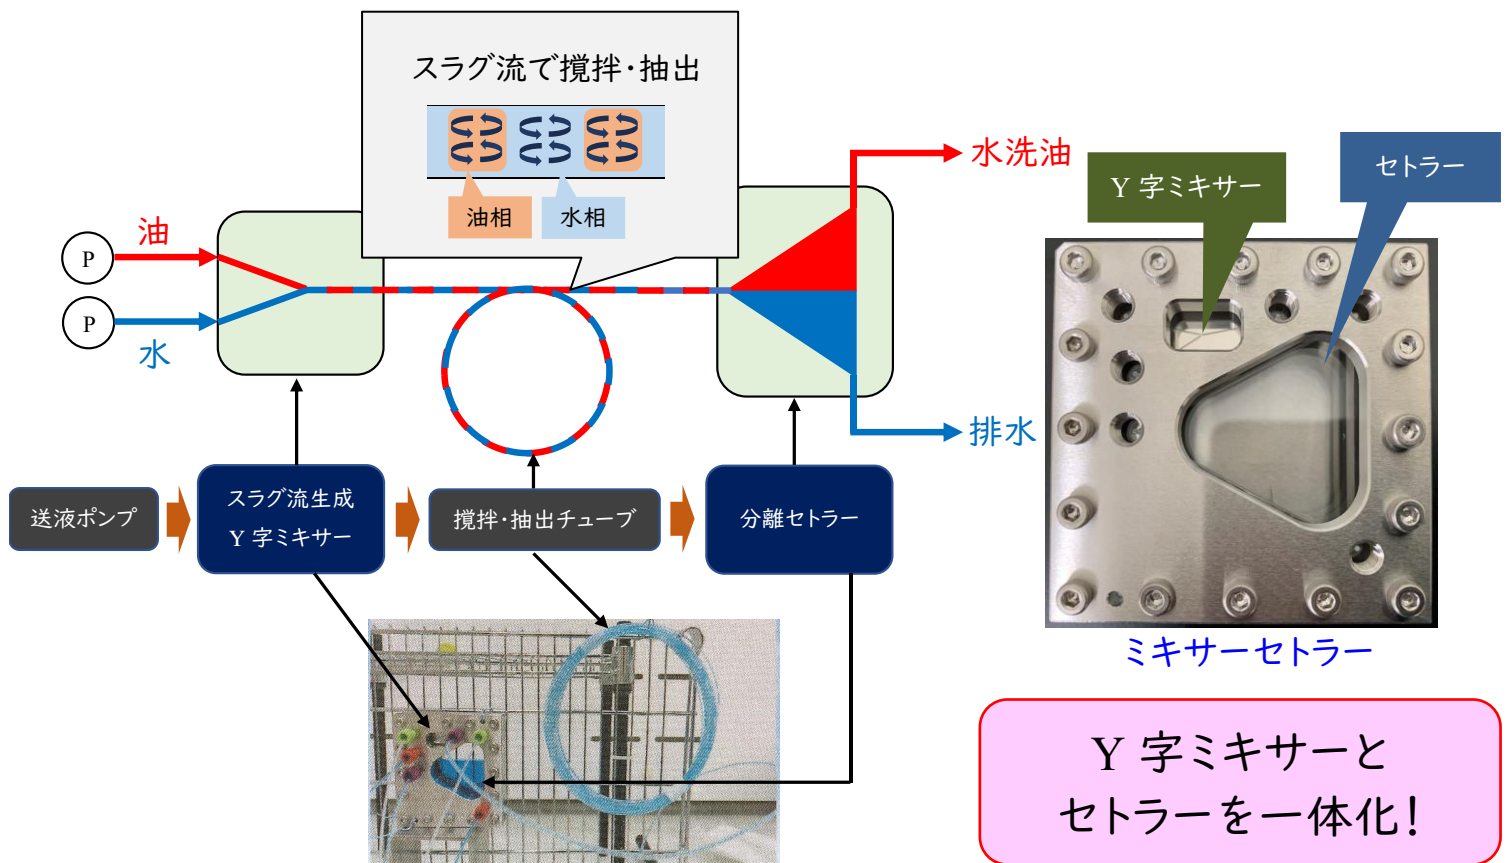 スラグ流で撹拌・抽出
油相
水相
P
油
P
水
水洗油
排水
Y 字ミキサー
セトラー
送液ポンプ
スラグ流生成
Y 字ミキサー
撹拌・抽出チューブ
分離セトラー
ミキサーセトラー
Y 字ミキサーと
セトラーを一体化！